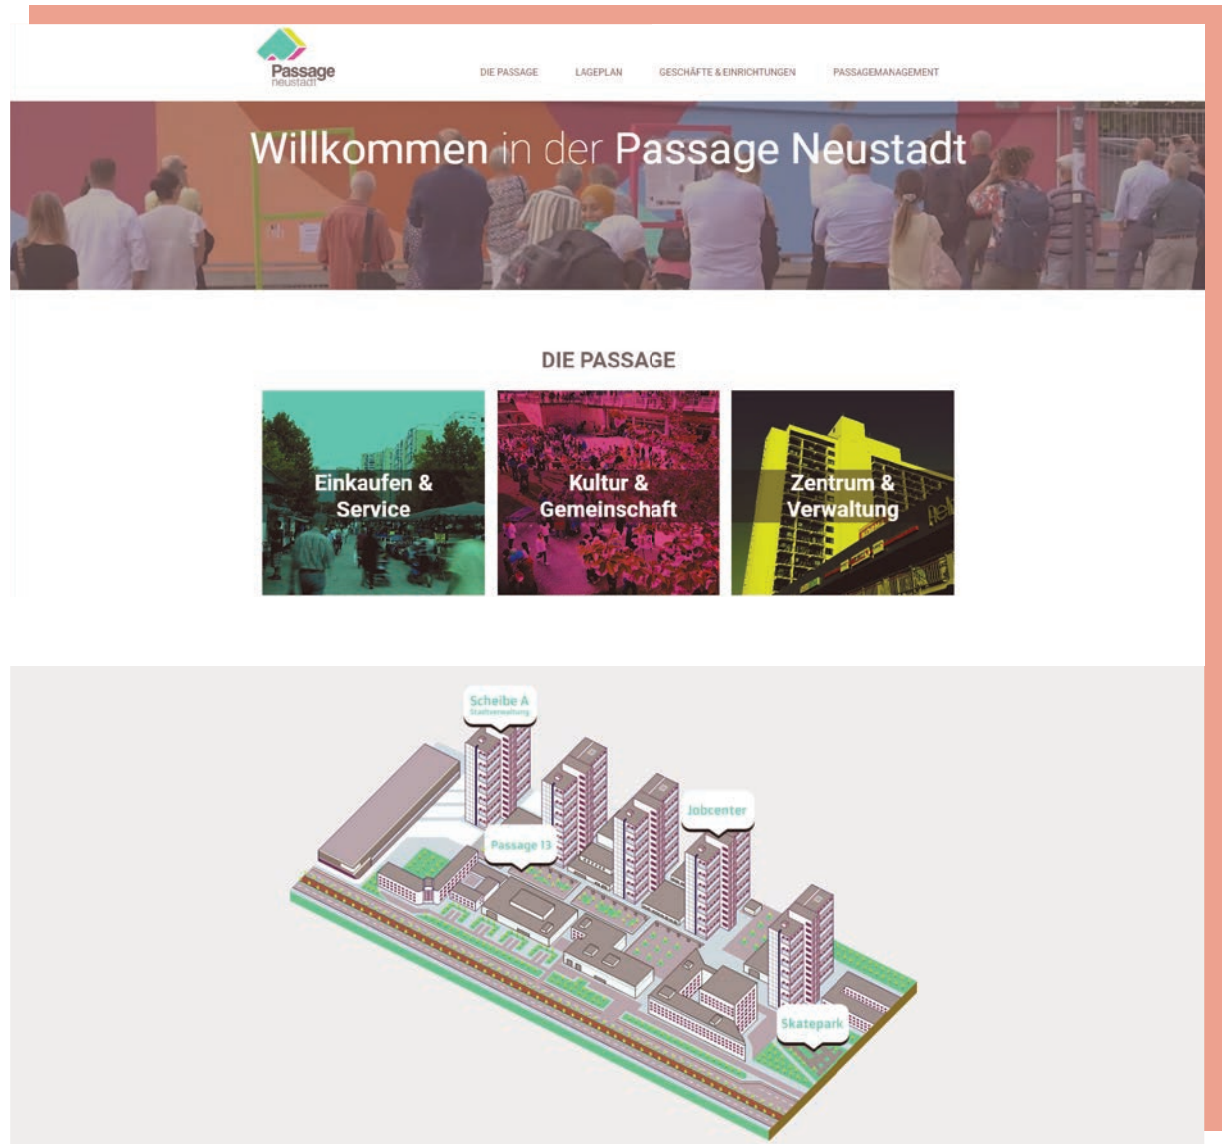 Passage
neustadt
DIE PASSAGE
LAGEPLAN
GESCHÄFTE & EINRICHTUNGEN
PASSAGEMANAGEMENT
Willkommen in der Passage Neustadt
DIE PASSAGE
Einkaufen &
Service
Kultur &
Gemeinschaft
Zentrum &
Verwaltung
Scheibe A
Stadtverwaltung
Jobcenter
Passage 13
Skatepark